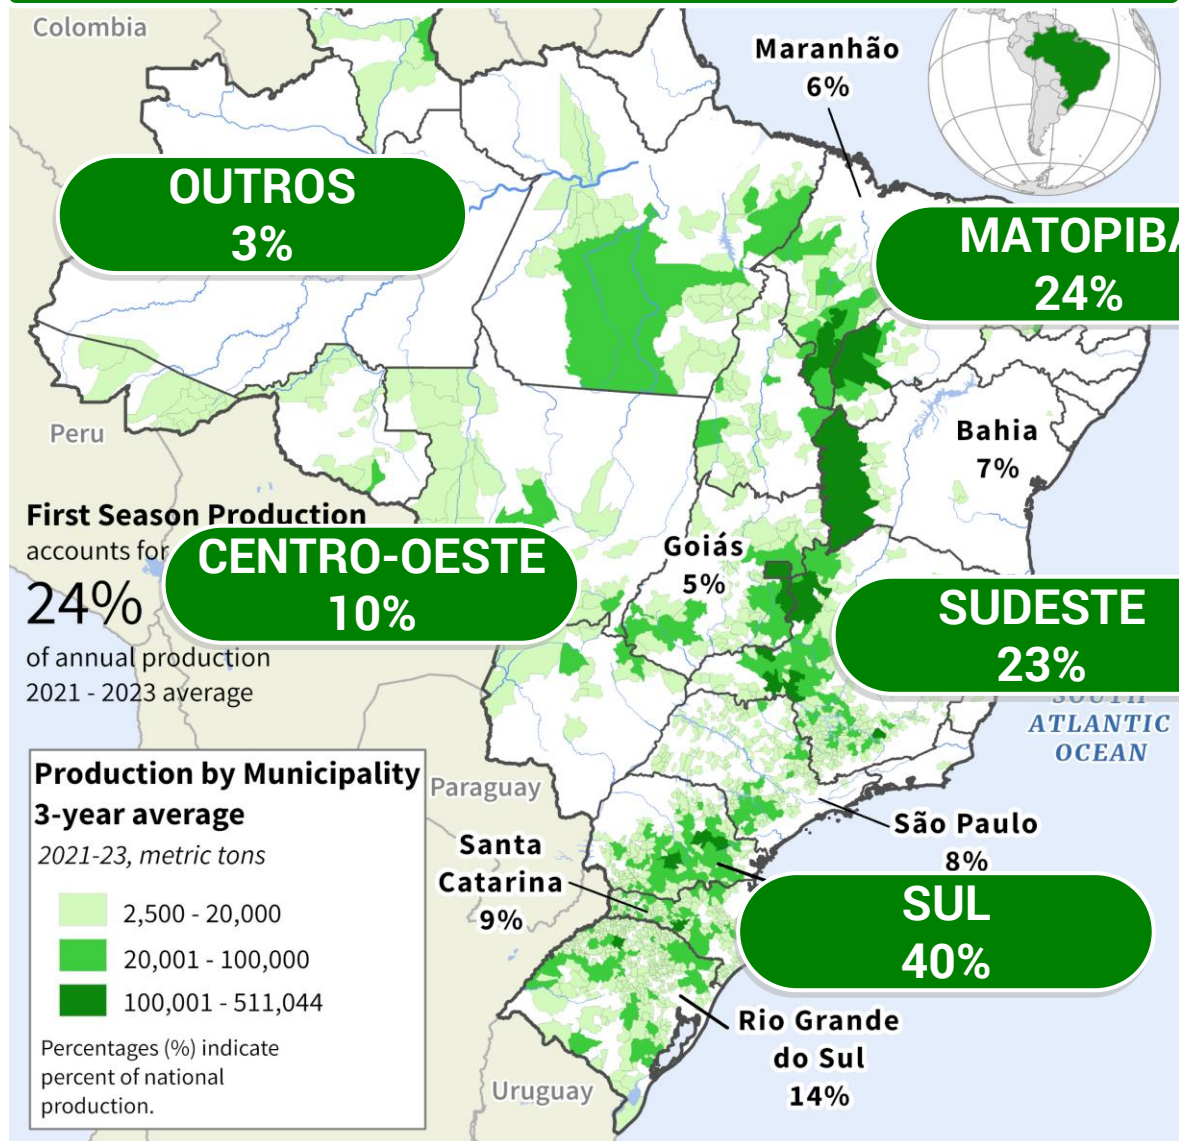 Colombia
Maranhão
6%
OUTROS
3%
MATOPIBA
24%
Peru
Bahia
7%
First Season Production
accounts for
24%
of annual production
2021 - 2023 average
CENTRO-OESTE
10%
Goiás
5%
SUDESTE
23%
SOUTH
ATLANTIC
OCEAN
Production by Municipality
3-year average
2021-23, metric tons
2,500 - 20,000
20,001 - 100,000
100,001 - 511,044
Percentages (%) indicate
percent of national
production.
Paraguay
Santa
Catarina
9%
São Paulo
8%
SUL
40%
Rio Grande
do Sul
14%
Uruguay